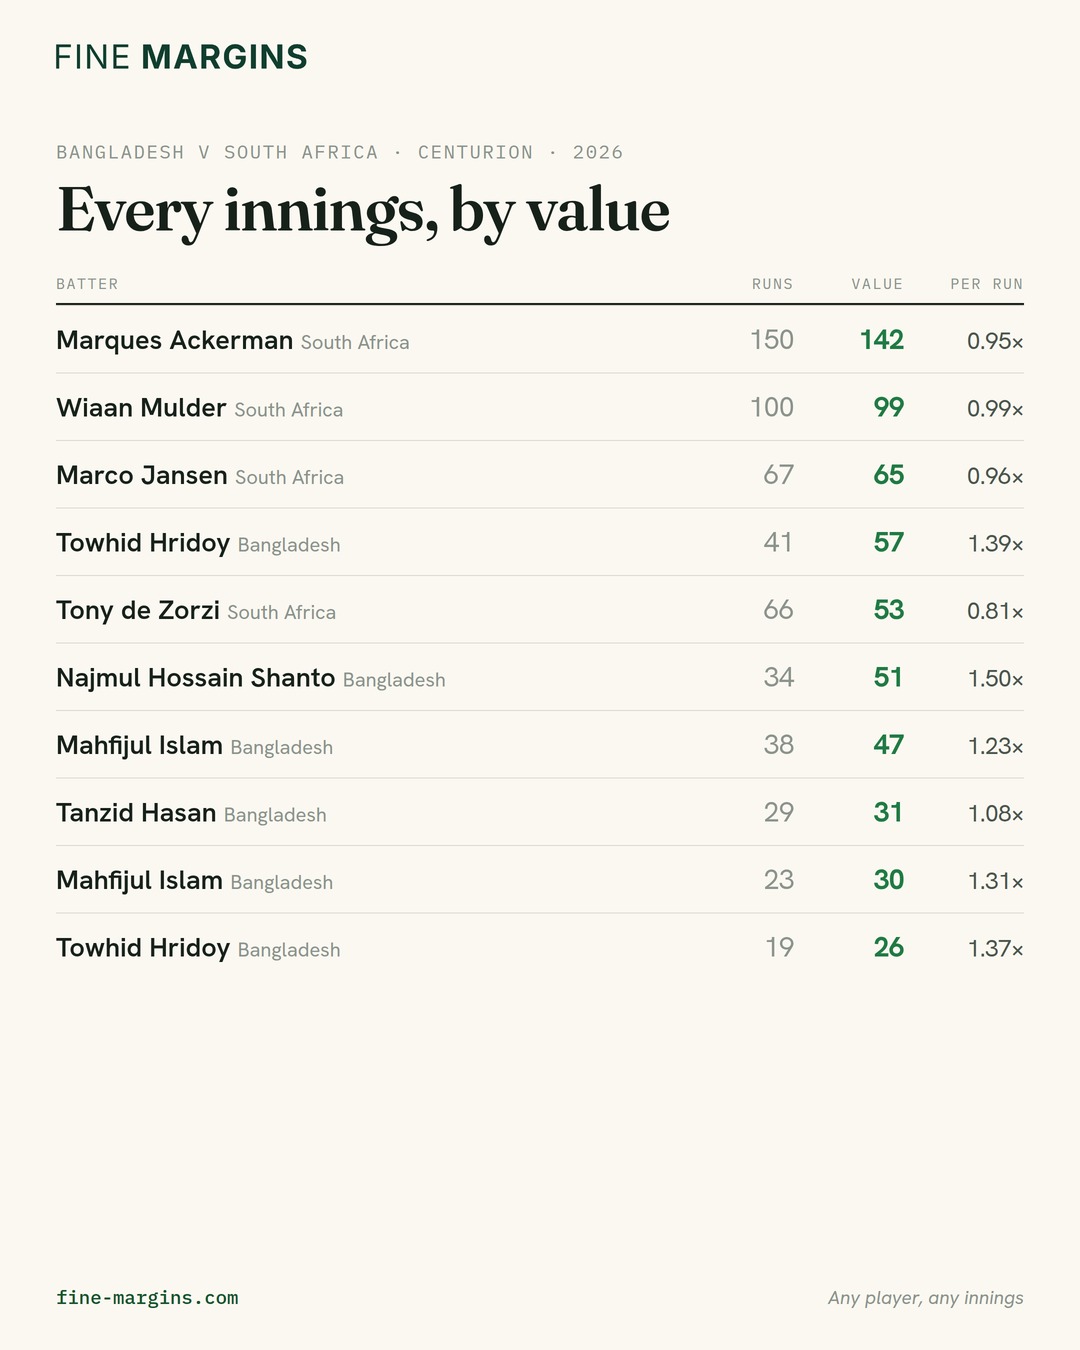 FINE MARGINS
BANGLADESH V SOUTH AFRICA · CENTURION · 2026
Every innings, by value
BATTER RUNS VALUE PER RUN
Marques Ackerman South Africa 150 142 0.95×
Wiaan Mulder South Africa 100 99 0.99×
Marco Jansen South Africa 67 65 0.96×
Towhid Hridoy Bangladesh 41 57 1.39×
Tony de Zorzi South Africa 66 53 0.81×
Najmul Hossain Shanto Bangladesh 34 51 1.50×
Mahfijul Islam Bangladesh 38 47 1.23×
Tanzid Hasan Bangladesh 29 31 1.08×
Mahfijul Islam Bangladesh 23 30 1.31×
Towhid Hridoy Bangladesh 19 26 1.37×
fine-margins.com Any player, any innings